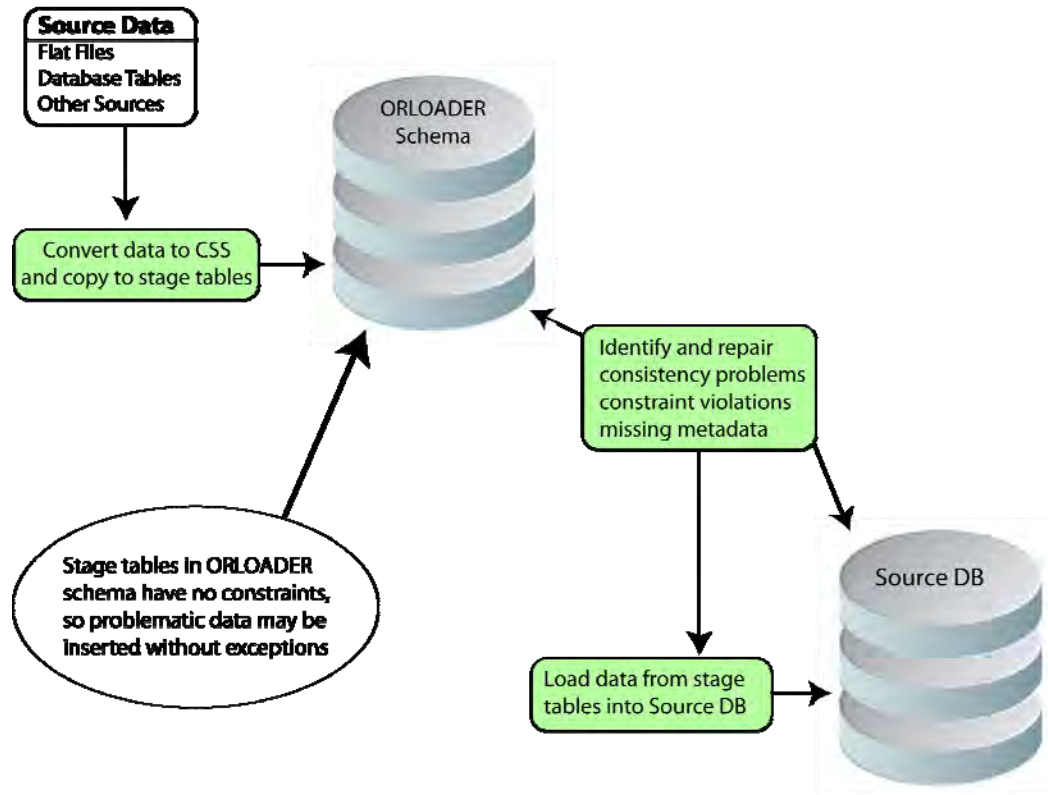 Source Data
Flat Files
Database Tables
Other Sources
ORLOADER
Schema
Convert data to CSS
and copy to stage tables
Identify and repair
consistency problems
constraint violations
missing metadata
Stage tables in ORLOADER
schema have no constraints,
so problematic data may be
inserted without exceptions
Source DB
Load data from stage
tables into Source DB